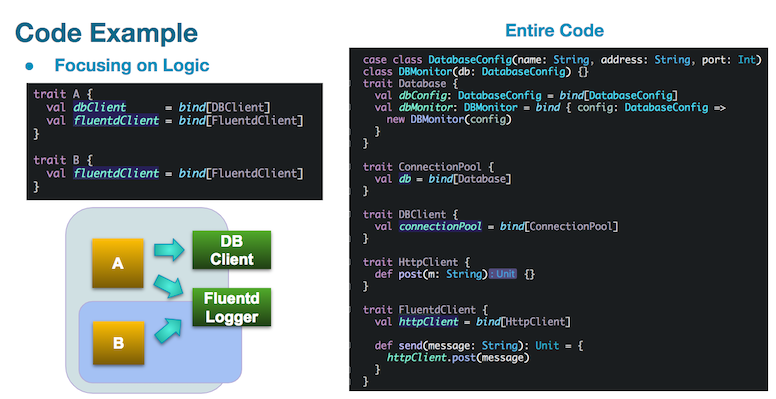 Code Example
● Focusing on Logic
trait A {
  val dbClient      = bind[DBClient]
  val fluentdClient = bind[FluentdClient]
}

trait B {
  val fluentdClient = bind[FluentdClient]
}
A
B
DB
Client
Fluentd
Logger
Entire Code
case class DatabaseConfig(name: String, address: String, port: Int)
class DBMonitor(db: DatabaseConfig) {}
trait Database {
  val dbConfig: DatabaseConfig = bind[DatabaseConfig]
  val dbMonitor: DBMonitor = bind { config: DatabaseConfig =>
    new DBMonitor(config)
  }
}

trait ConnectionPool {
  val db = bind[Database]
}

trait DBClient {
  val connectionPool = bind[ConnectionPool]
}

trait HttpClient {
  def post(m: String): Unit {}
}

trait FluentdClient {
  val httpClient = bind[HttpClient]

  def send(message: String): Unit = {
    httpClient.post(message)
  }
}